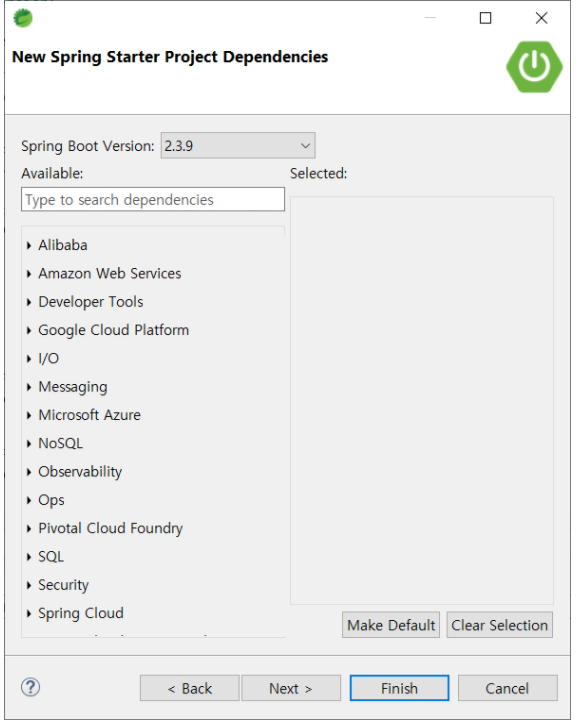 New Spring Starter Project Dependencies
Spring Boot Version: 2.3.9
Available:
Selected:
Type to search dependencies
Alibaba
Amazon Web Services
Developer Tools
Google Cloud Platform
I/O
Messaging
Microsoft Azure
NoSQL
Observability
Ops
Pivotal Cloud Foundry
SQL
Security
Spring Cloud
Make Default Clear Selection
? < Back Next > Finish Cancel